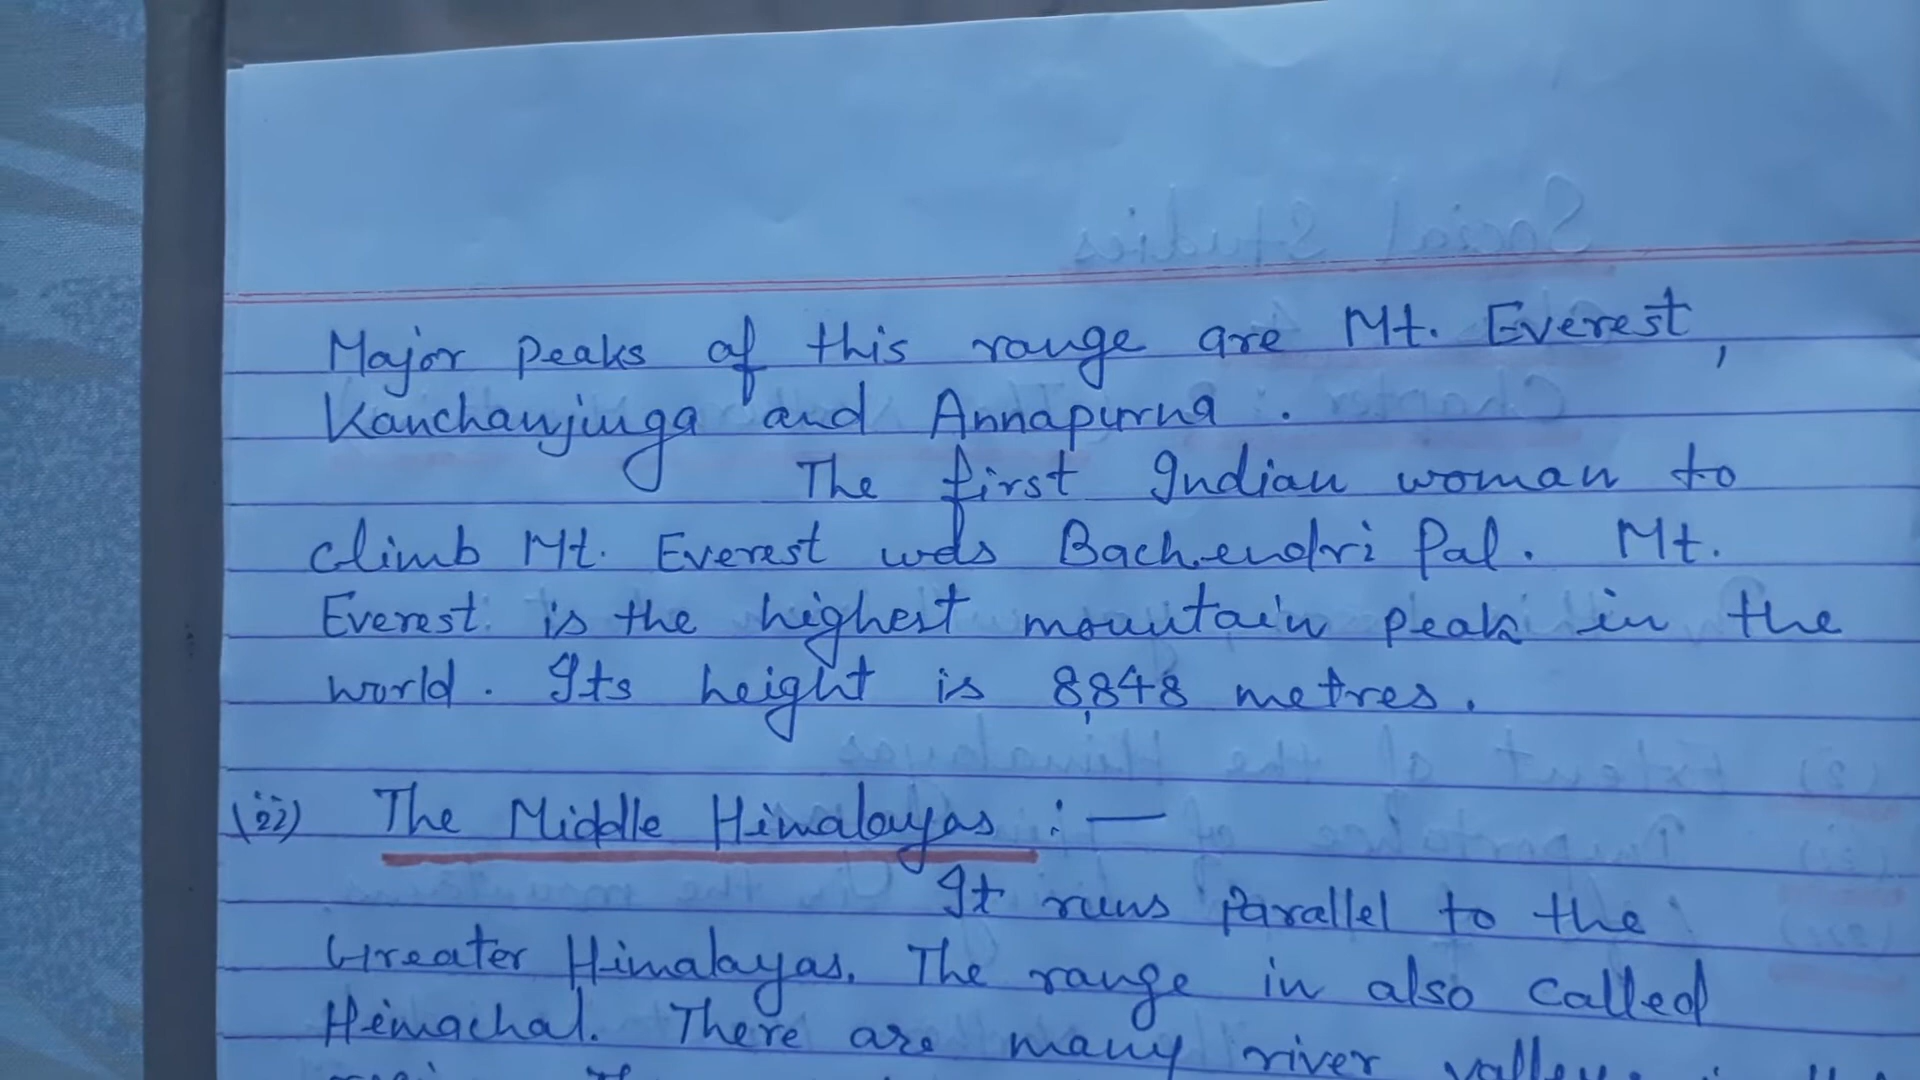 Major Peaks of this range are Mt. Everest,
Kanchanjunga and Annapurna .
The first Indian woman to
climb Mt. Everest was Bachendri Pal. Mt.
Everest is the highest mountain peak in the
world. Its height is 8,848 metres.
(ii) The Middle Himalayas :—
It runs parallel to the
Greater Himalayas. The range in also called
Himachal. There are many river